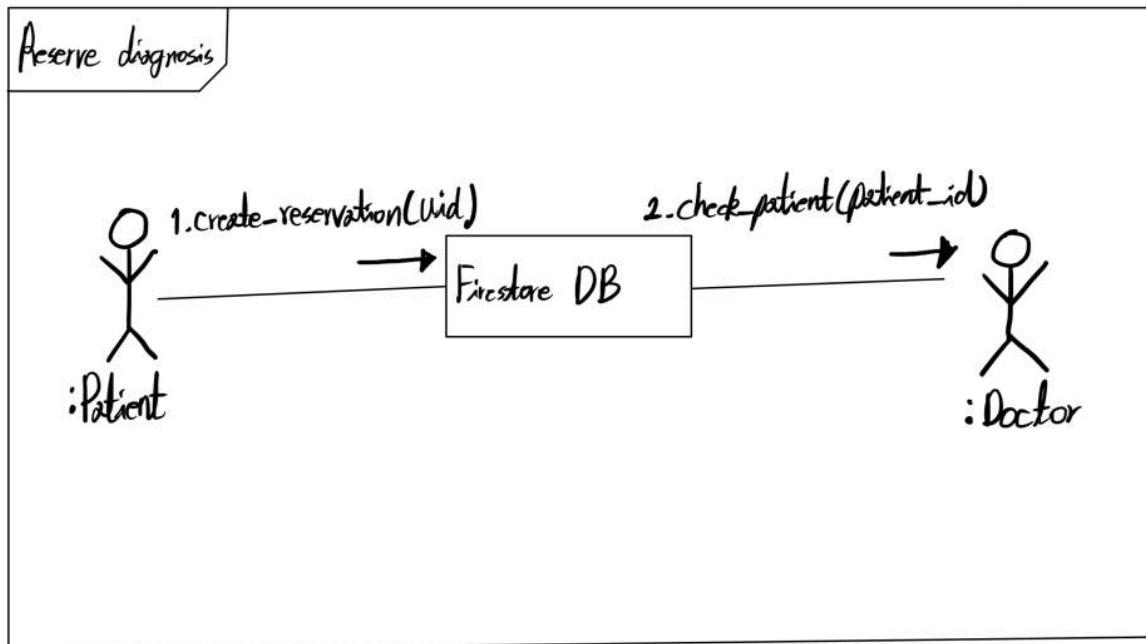 Reserve diagnosis
1.create_reservation(uid)
2.check_patient(patient_id)
Firestore DB
:Patient
:Doctor